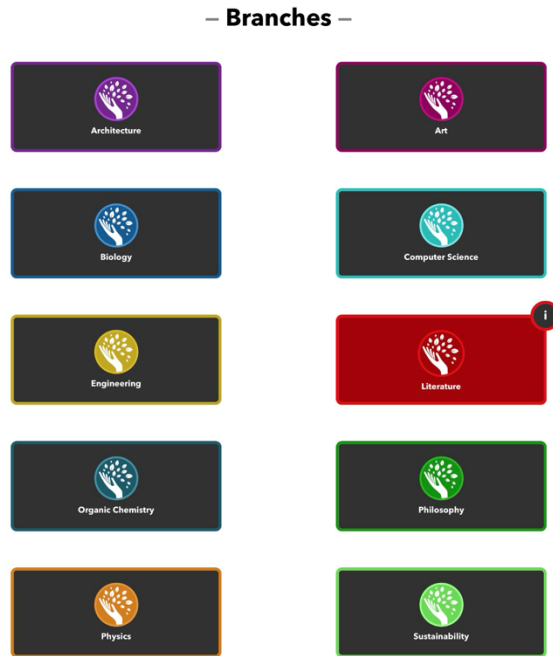 – Branches –
Architecture
Art
Biology
Computer Science
i
Engineering
Literature
Organic Chemistry
Philosophy
Physics
Sustainability